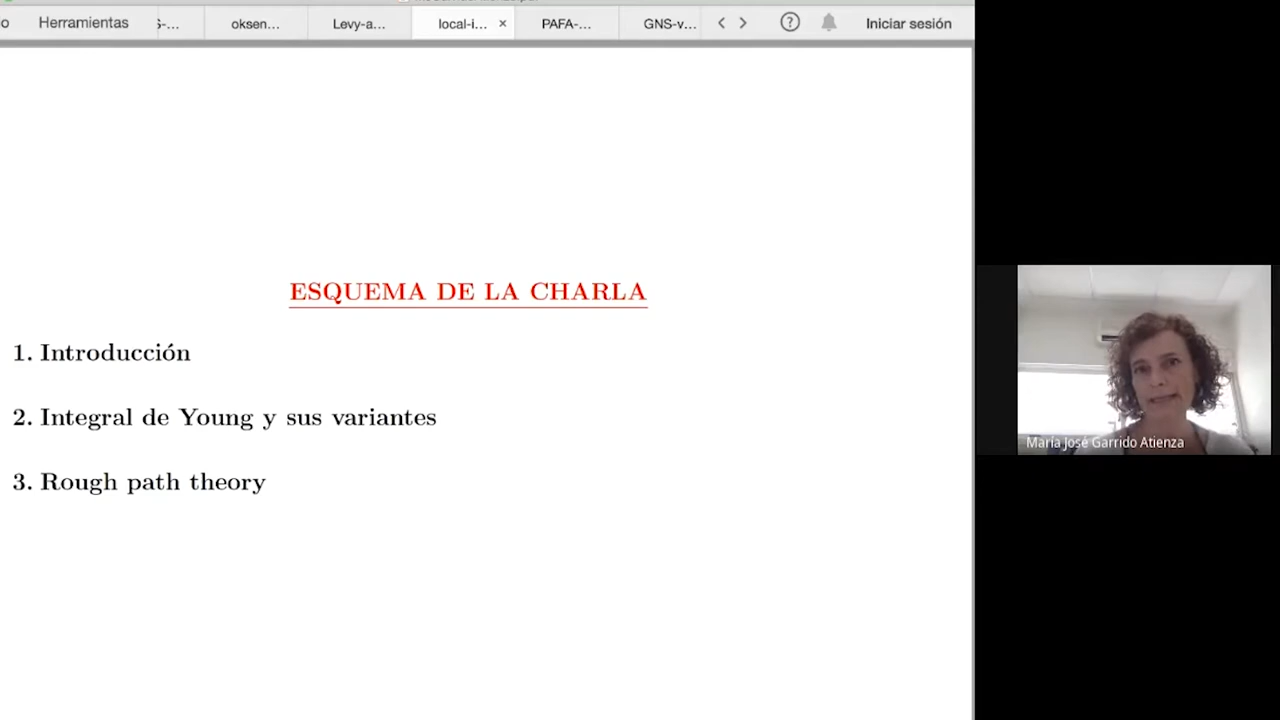 Herramientas
oksen...
Levy-a...
local-i...
×
PAFA-...
GNS-v...
Iniciar sesión
ESQUEMA DE LA CHARLA
1. Introducción
2. Integral de Young y sus variantes
3. Rough path theory
María José Garrido Atienza